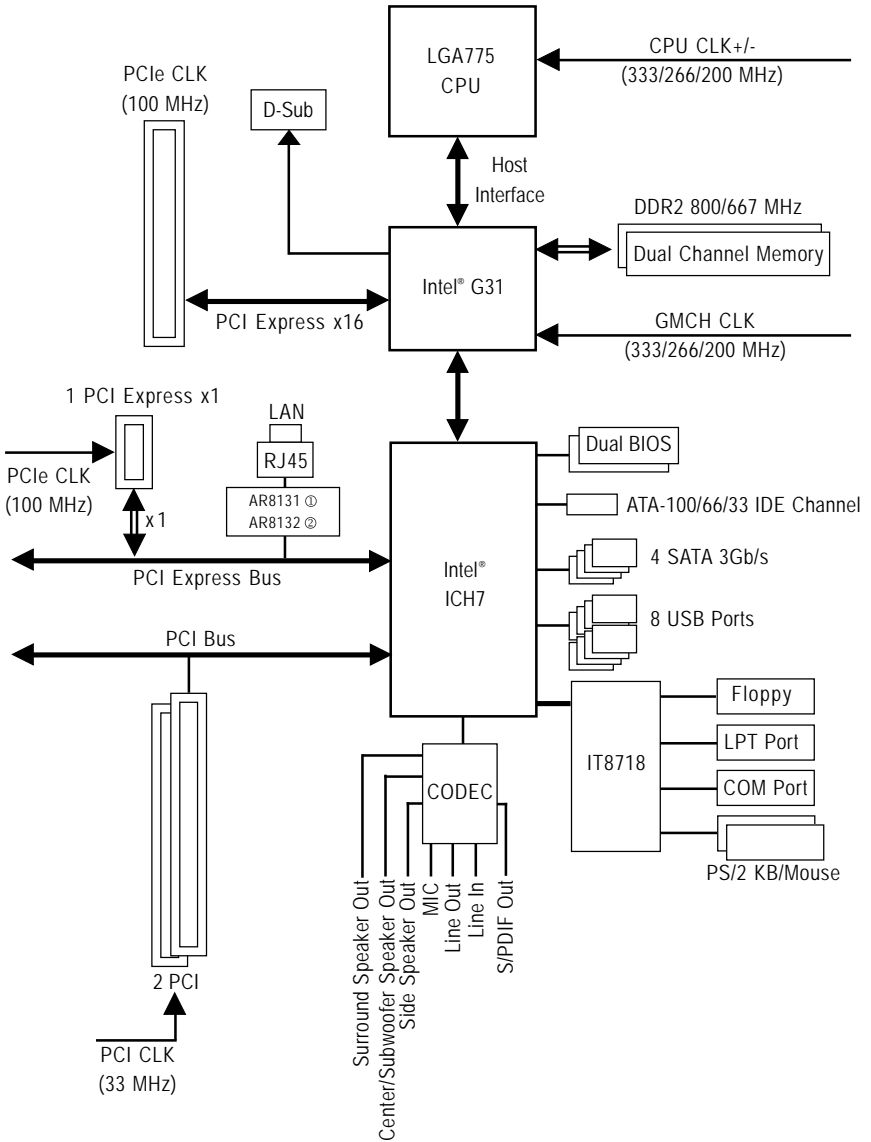 LGA775
CPU
CPU CLK+/-
(333/266/200 MHz)
PCIe CLK
(100 MHz)
D-Sub
Host
Interface
DDR2 800/667 MHz
Dual Channel Memory
Intel® G31
PCI Express x16
GMCH CLK
(333/266/200 MHz)
1 PCI Express x1
LAN
RJ45
PCIe CLK
(100 MHz)
x1
AR8131 ①
AR8132 ②
PCI Express Bus
Intel®
ICH7
Dual BIOS
ATA-100/66/33 IDE Channel
4 SATA 3Gb/s
8 USB Ports
PCI Bus
IT8718
Floppy
LPT Port
COM Port
PS/2 KB/Mouse
CODEC
Surround Speaker Out
Center/Subwoofer Speaker Out
Side Speaker Out
MIC
Line Out
Line In
S/PDIF Out
2 PCI
PCI CLK
(33 MHz)